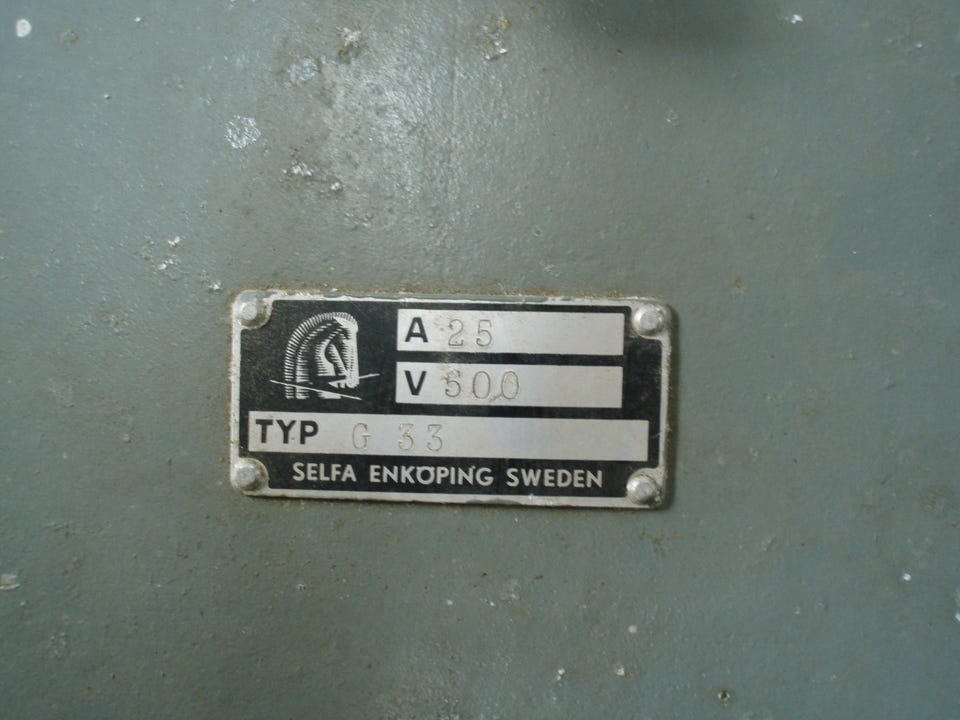 A 25
V 500
TYP G 33
SELFA ENKÖPING SWEDEN